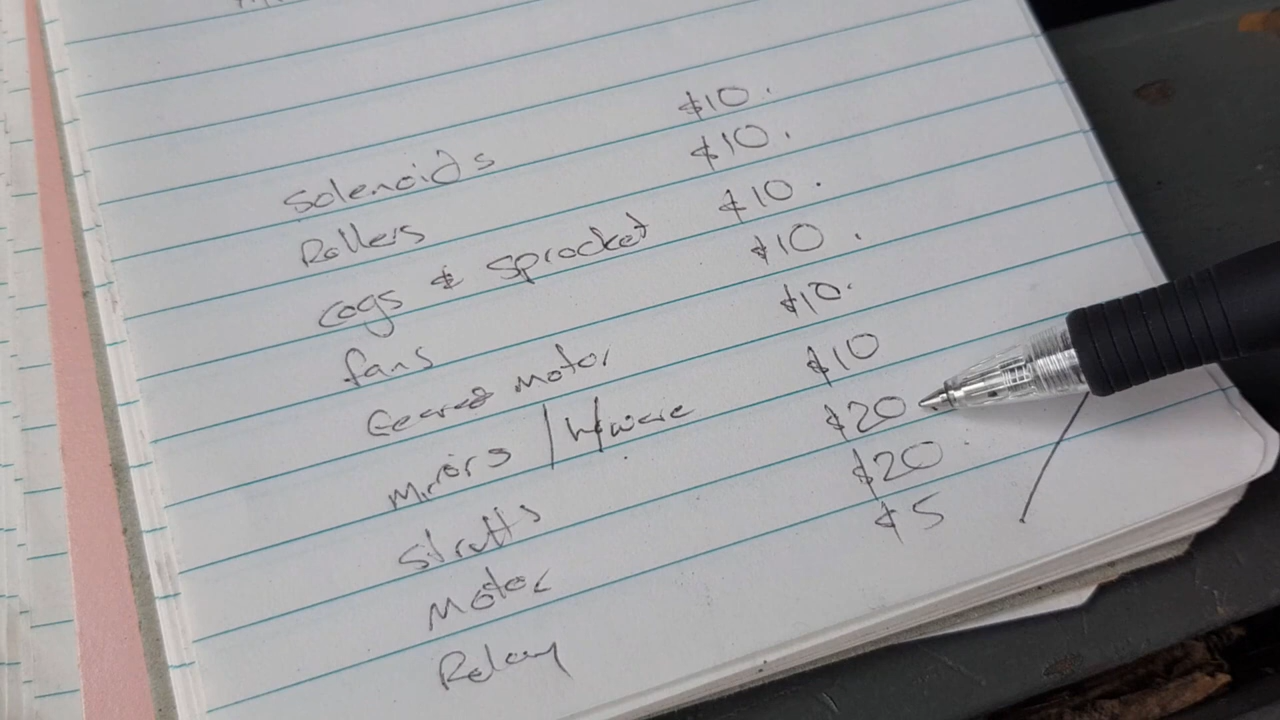 Solenoids $10.
Rollers $10.
Cogs & Sprocket $10.
fans $10.
Geared Motor $10.
Mirrors / h/ware $10
Strutts $20.
Motor $20
Relay $5